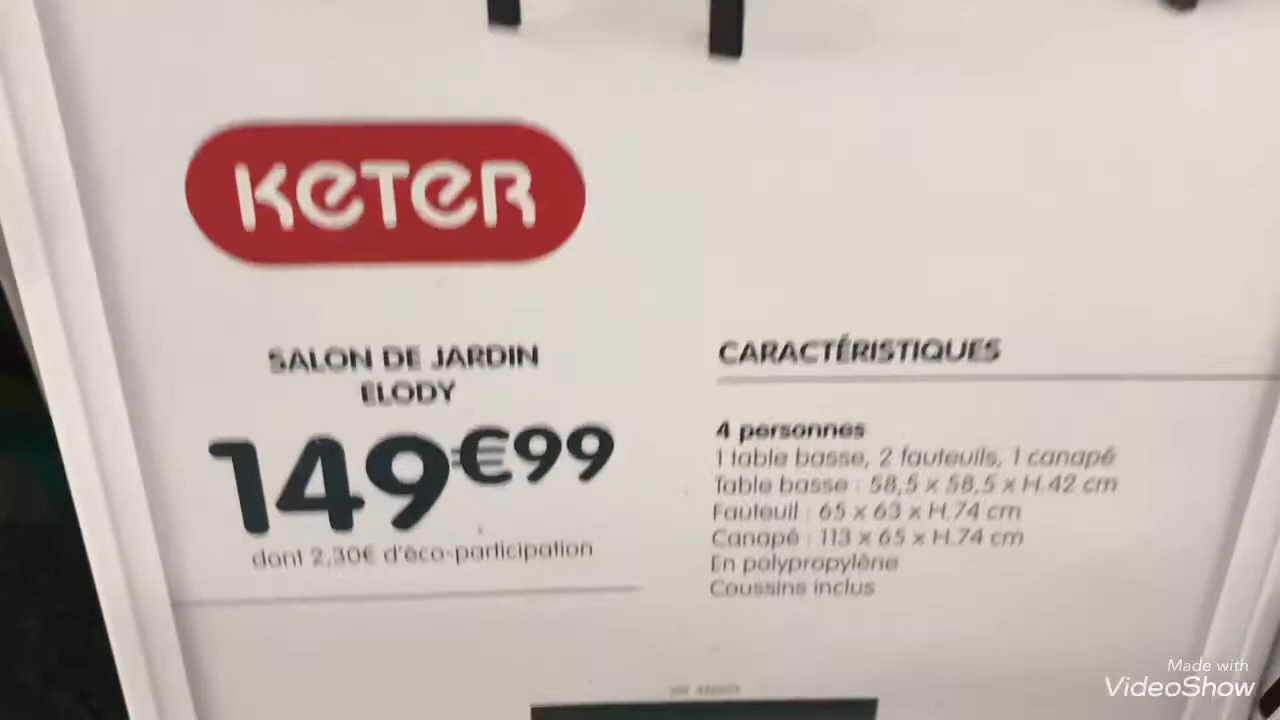 KETER
SALON DE JARDIN
ELODY
149€99
dont 2,30€ d'éco-participation
CARACTÉRISTIQUES
4 personnes
1 table basse, 2 fauteuils, 1 canapé
Table basse : 58,5 x 58,5 x H.42 cm
Fauteuil : 65 x 63 x H.74 cm
Canapé : 113 x 65 x H.74 cm
En polypropylène
Coussins inclus
Made with
VideoShow